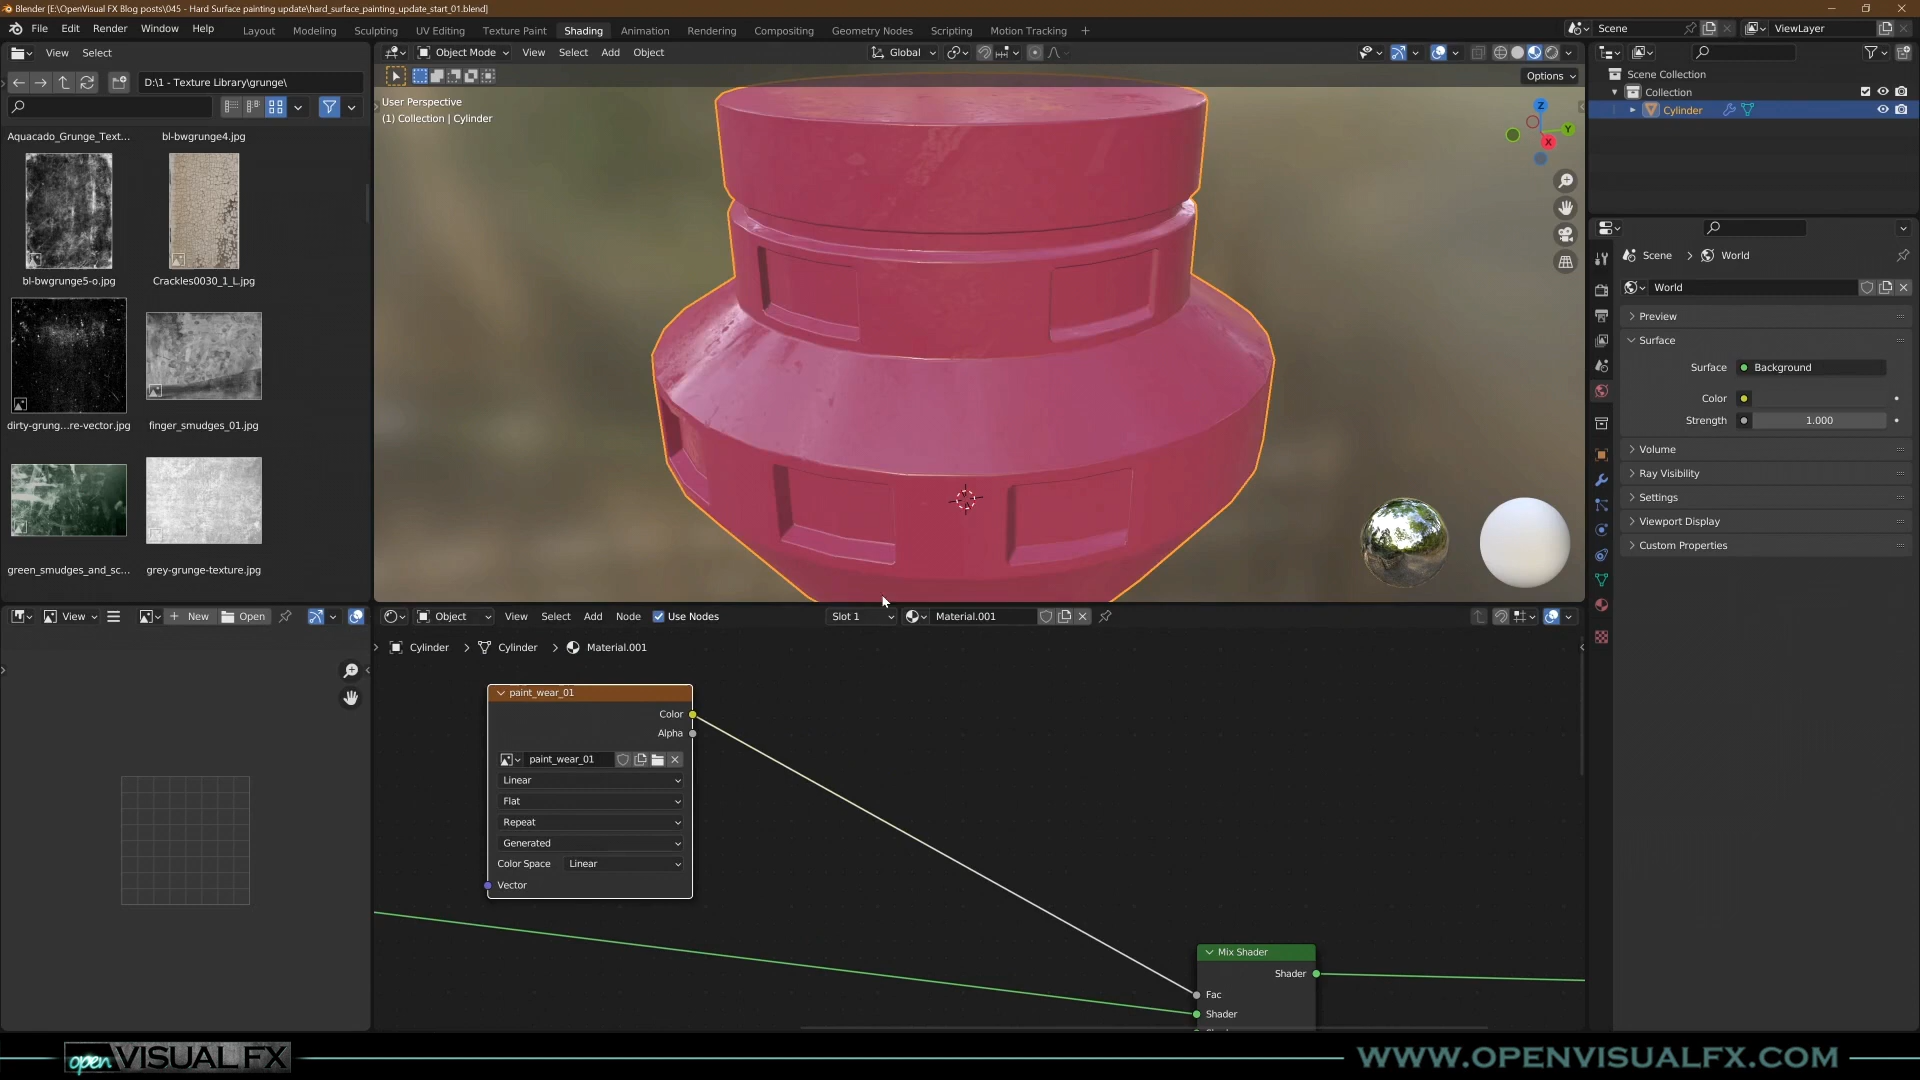 Blender [E:\OpenVisual FX Blog posts\045 - Hard Surface painting update\hard_surface_painting_update_start_01.blend]
File Edit Render Window Help
Layout Modeling Sculpting UV Editing Texture Paint Shading Animation Rendering Compositing Geometry Nodes Scripting Motion Tracking +
Scene
ViewLayer
View Select
Object Mode View Select Add Object
Global
D:\1 - Texture Library\grunge\
Options
Scene Collection
Collection
Cylinder
User Perspective
(1) Collection | Cylinder
Z
Y
X
Aquacado_Grunge_Text...
bl-bwgrunge4.jpg
bl-bwgrunge5-o.jpg
Crackles0030_1_L.jpg
dirty-grung...re-vector.jpg
finger_smudges_01.jpg
green_smudges_and_sc...
grey-grunge-texture.jpg
Scene > World
World
Preview
Surface
Surface Background
Color
Strength 1.000
Volume
Ray Visibility
Settings
Viewport Display
Custom Properties
View
+ New Open
Object View Select Add Node Use Nodes
Slot 1
Material.001
Cylinder > Cylinder > Material.001
paint_wear_01
Color
Alpha
paint_wear_01
Linear
Flat
Repeat
Generated
Color Space Linear
Vector
Mix Shader
Shader
Fac
Shader
open VISUALFX
WWW.OPENVISUALFX.COM